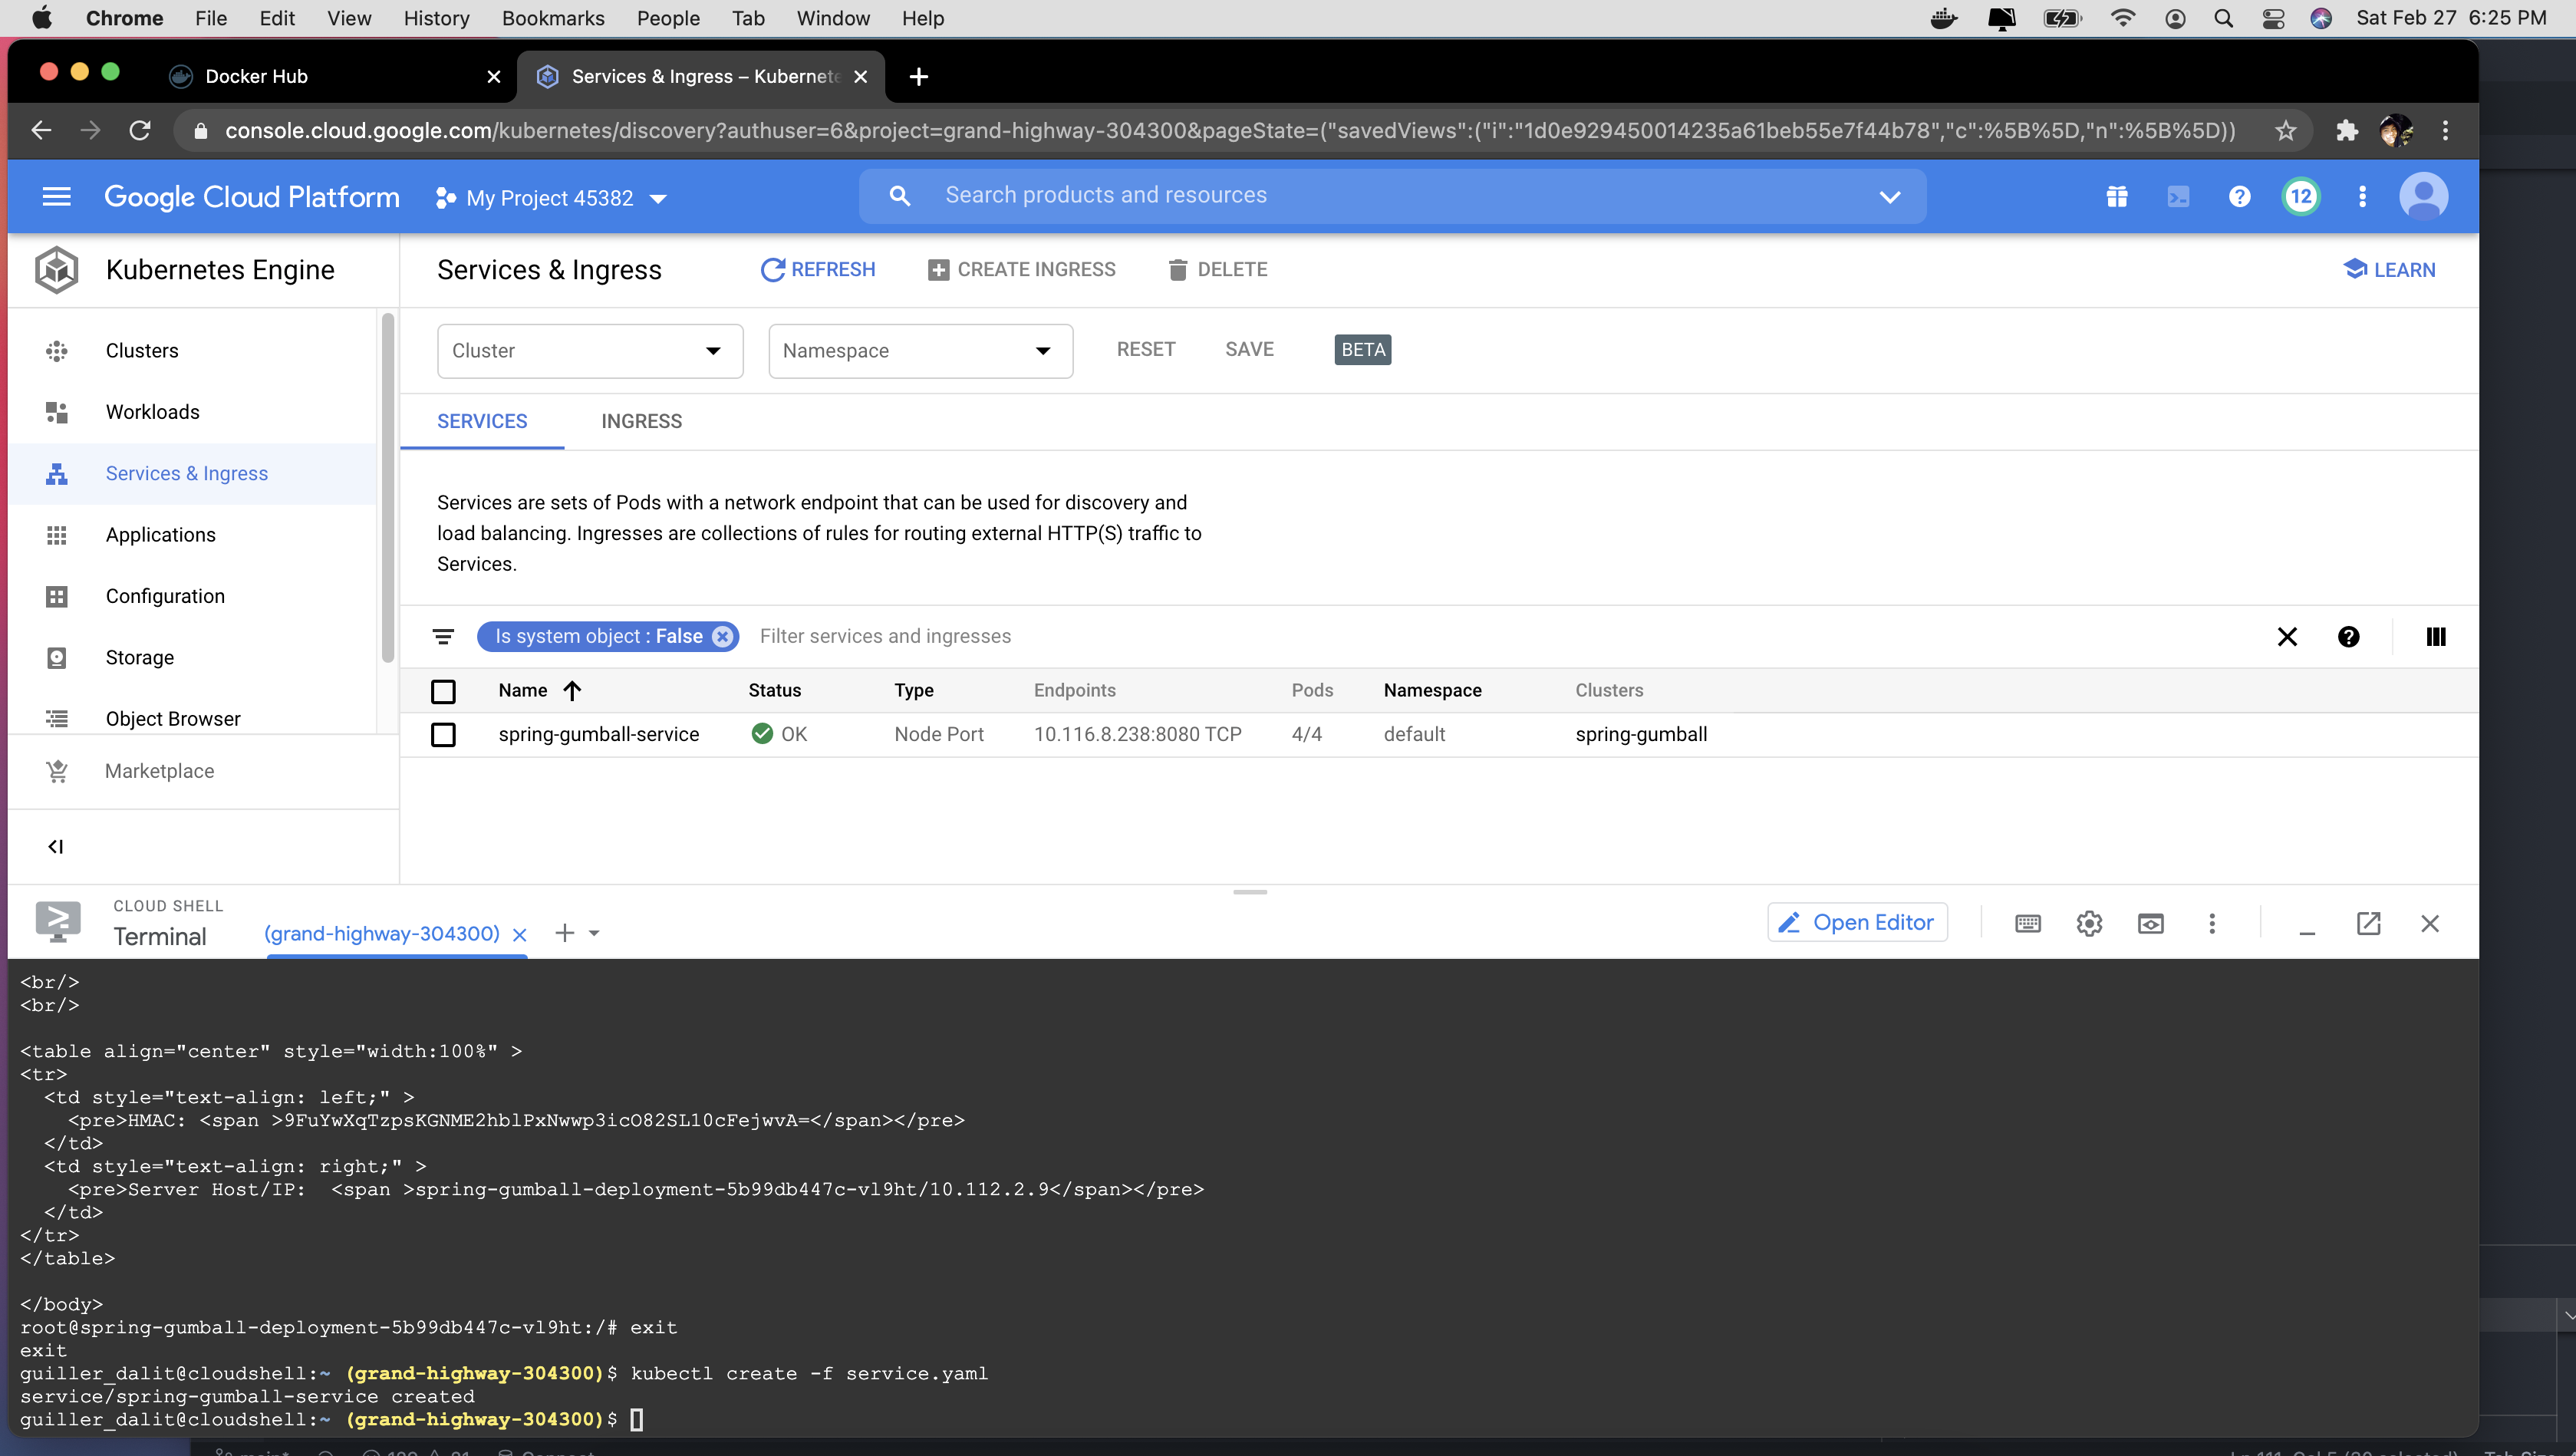 Chrome File Edit View History Bookmarks People Tab Window Help Sat Feb 27 6:25 PM
Docker Hub Services & Ingress – Kubernete
console.cloud.google.com/kubernetes/discovery?authuser=6&project=grand-highway-304300&pageState=("savedViews":("i":"1d0e929450014235a61beb55e7f44b78","c":%5B%5D,"n":%5B%5D))
Google Cloud Platform My Project 45382 Search products and resources 12
Kubernetes Engine Services & Ingress REFRESH CREATE INGRESS DELETE LEARN
Clusters
Workloads
Services & Ingress
Applications
Configuration
Storage
Object Browser
Marketplace
Cluster Namespace RESET SAVE BETA
SERVICES INGRESS
Services are sets of Pods with a network endpoint that can be used for discovery and
load balancing. Ingresses are collections of rules for routing external HTTP(S) traffic to
Services.
Is system object : False Filter services and ingresses
Name Status Type Endpoints Pods Namespace Clusters
spring-gumball-service OK Node Port 10.116.8.238:8080 TCP 4/4 default spring-gumball
CLOUD SHELL
Terminal (grand-highway-304300) Open Editor
<br/>
<br/>
<table align="center" style="width:100%" >
<tr>
<td style="text-align: left;" >
<pre>HMAC: <span >9FuYwXqTzpsKGNME2hblPxNwwp3icO82SL10cFejwvA=</span></pre>
</td>
<td style="text-align: right;" >
<pre>Server Host/IP: <span >spring-gumball-deployment-5b99db447c-vl9ht/10.112.2.9</span></pre>
</td>
</tr>
</table>
</body>
root@spring-gumball-deployment-5b99db447c-vl9ht:/# exit
exit
guiller_dalit@cloudshell:~ (grand-highway-304300)$ kubectl create -f service.yaml
service/spring-gumball-service created
guiller_dalit@cloudshell:~ (grand-highway-304300)$